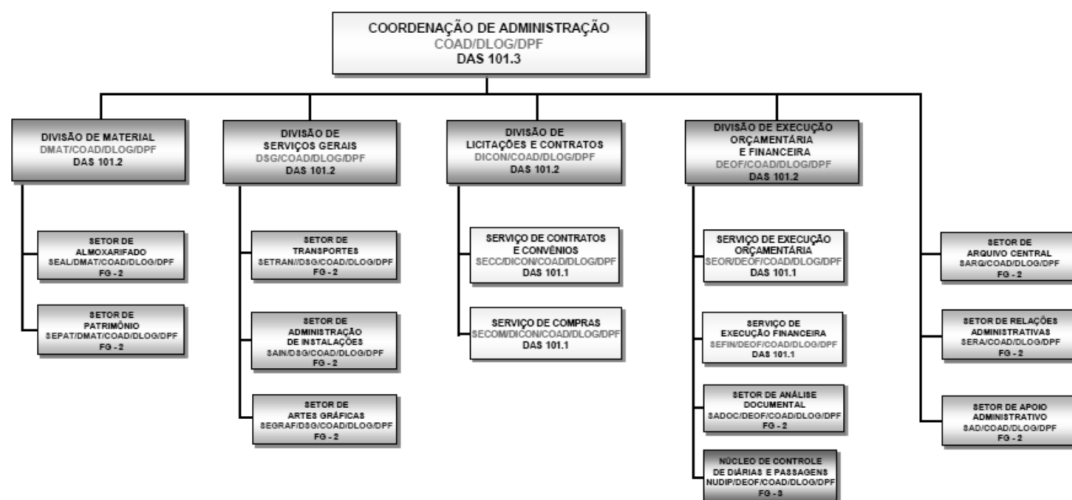 COORDENAÇÃO DE ADMINISTRAÇÃO
COAD/DLOG/DPF
DAS 101.3
DIVISÃO DE MATERIAL
DMAT/COAD/DLOG/DPF
DAS 101.2
DIVISÃO DE
SERVIÇOS GERAIS
DSG/COAD/DLOG/DPF
DAS 101.2
DIVISÃO DE
LICITAÇÕES E CONTRATOS
DICON/COAD/DLOG/DPF
DAS 101.2
DIVISÃO DE EXECUÇÃO
ORÇAMENTÁRIA
E FINANCEIRA
DEOF/COAD/DLOG/DPF
DAS 101.2
SETOR DE
ALMOXARIFADO
SEAL/DMAT/COAD/DLOG/DPF
FG - 2
SETOR DE
PATRIMÔNIO
SEPAT/DMAT/COAD/DLOG/DPF
FG - 2
SETOR DE
TRANSPORTES
SETRAN//DSG/COAD/DLOG/DPF
FG - 2
SETOR DE
ADMINISTRAÇÃO
DE INSTALAÇÕES
SAIN/DSG/COAD/DLOG/DPF
FG - 2
SETOR DE
ARTES GRÁFICAS
SEGRAF/DSG/COAD/DLOG/DPF
FG - 2
SERVIÇO DE CONTRATOS
E CONVÊNIOS
SECC/DICON/COAD/DLOG/DPF
DAS 101.1
SERVIÇO DE COMPRAS
SECOM/DICON/COAD/DLOG/DPF
DAS 101.1
SERVIÇO DE EXECUÇÃO
ORÇAMENTÁRIA
SEOR/DEOF/COAD/DLOG/DPF
DAS 101.1
SERVIÇO DE
EXECUÇÃO FINANCEIRA
SEFIN/DEOF/COAD/DLOG/DPF
DAS 101.1
SETOR DE ANÁLISE
DOCUMENTAL
SADOC/DEOF/COAD/DLOG/DPF
FG - 2
NÚCLEO DE CONTROLE
DE DIÁRIAS E PASSAGENS
NUDIP/DEOF/COAD/DLOG/DPF
FG - 3
SETOR DE
ARQUIVO CENTRAL
SARQ/COAD/DLOG/DPF
FG - 2
SETOR DE RELAÇÕES
ADMINISTRATIVAS
SERA/COAD/DLOG/DPF
FG - 2
SETOR DE APOIO
ADMINISTRATIVO
SAD/COAD/DLOG/DPF
FG - 2